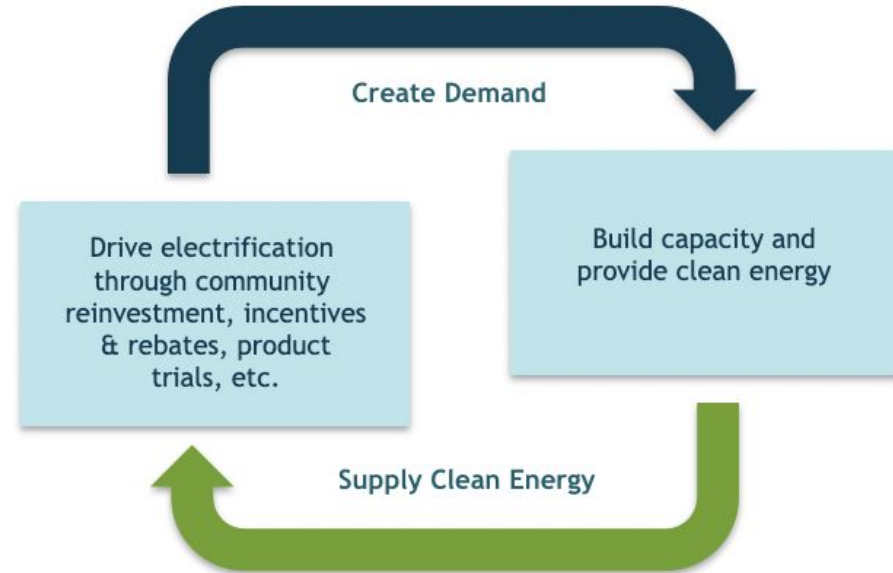 Create Demand
Drive electrification
through community
reinvestment, incentives
& rebates, product
trials, etc.
Build capacity and
provide clean energy
Supply Clean Energy